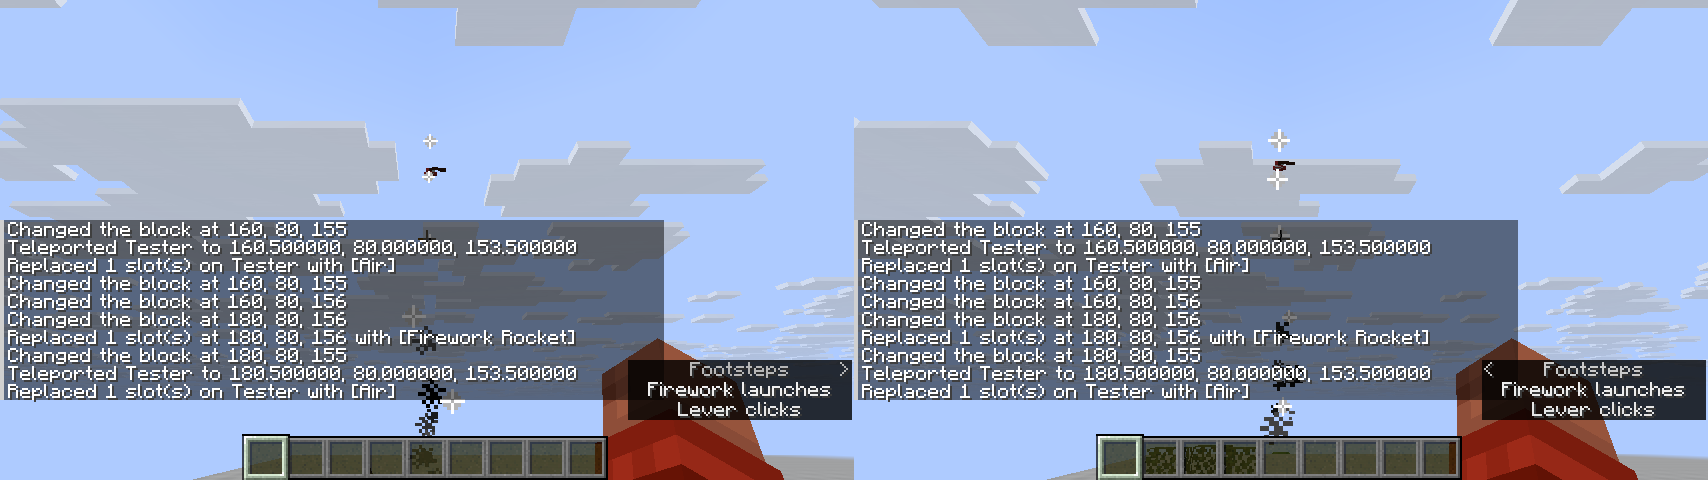 Changed the block at 160, 80, 155
Teleported Tester to 160.500000, 80.000000, 153.500000
Replaced 1 slot(s) on Tester with [Air]
Changed the block at 160, 80, 155
Changed the block at 160, 80, 156
Changed the block at 180, 80, 156
Replaced 1 slot(s) at 180, 80, 156 with [Firework Rocket]
Changed the block at 180, 80, 155
Teleported Tester to 180.500000, 80.000000, 153.500000
Replaced 1 slot(s) on Tester with [Air]
Footsteps >
Firework launches
Lever clicks
Changed the block at 160, 80, 155
Teleported Tester to 160.500000, 80.000000, 153.500000
Replaced 1 slot(s) on Tester with [Air]
Changed the block at 160, 80, 155
Changed the block at 160, 80, 156
Changed the block at 180, 80, 156
Replaced 1 slot(s) at 180, 80, 156 with [Firework Rocket]
Changed the block at 180, 80, 155
Teleported Tester to 180.500000, 80.000000, 153.500000
Replaced 1 slot(s) on Tester with [Air]
< Footsteps
Firework launches
Lever clicks